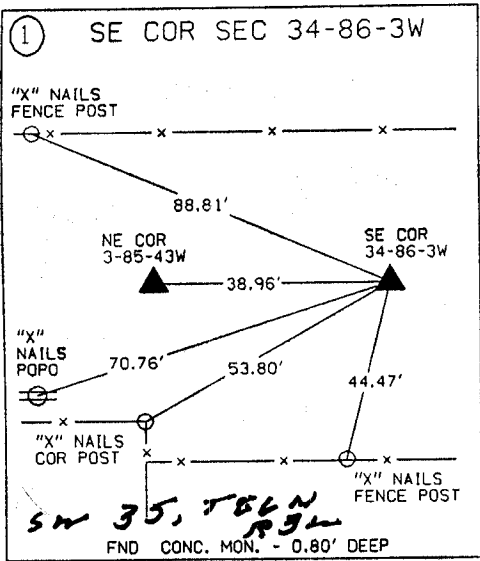 1 SE COR SEC 34-86-3W
"X" NAILS
FENCE POST
88.81'
NE COR
3-85-43W
SE COR
34-86-3W
38.96'
"X"
NAILS
POPO
70.76'
53.80'
44.47'
"X" NAILS
COR POST
"X" NAILS
FENCE POST
SW 35,
FND CONC. MON. - 0.80' DEEP